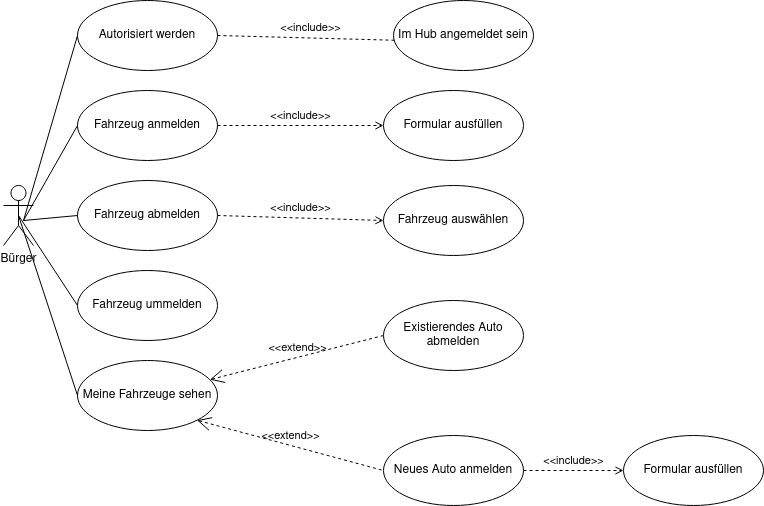 Autorisiert werden
<<include>>
Im Hub angemeldet sein
Fahrzeug anmelden
<<include>>
Formular ausfüllen
Fahrzeug abmelden
<<include>>
Fahrzeug auswählen
Bürger
Fahrzeug ummelden
Existierendes Auto
abmelden
<<extend>>
Meine Fahrzeuge sehen
<<extend>>
Neues Auto anmelden
<<include>>
Formular ausfüllen